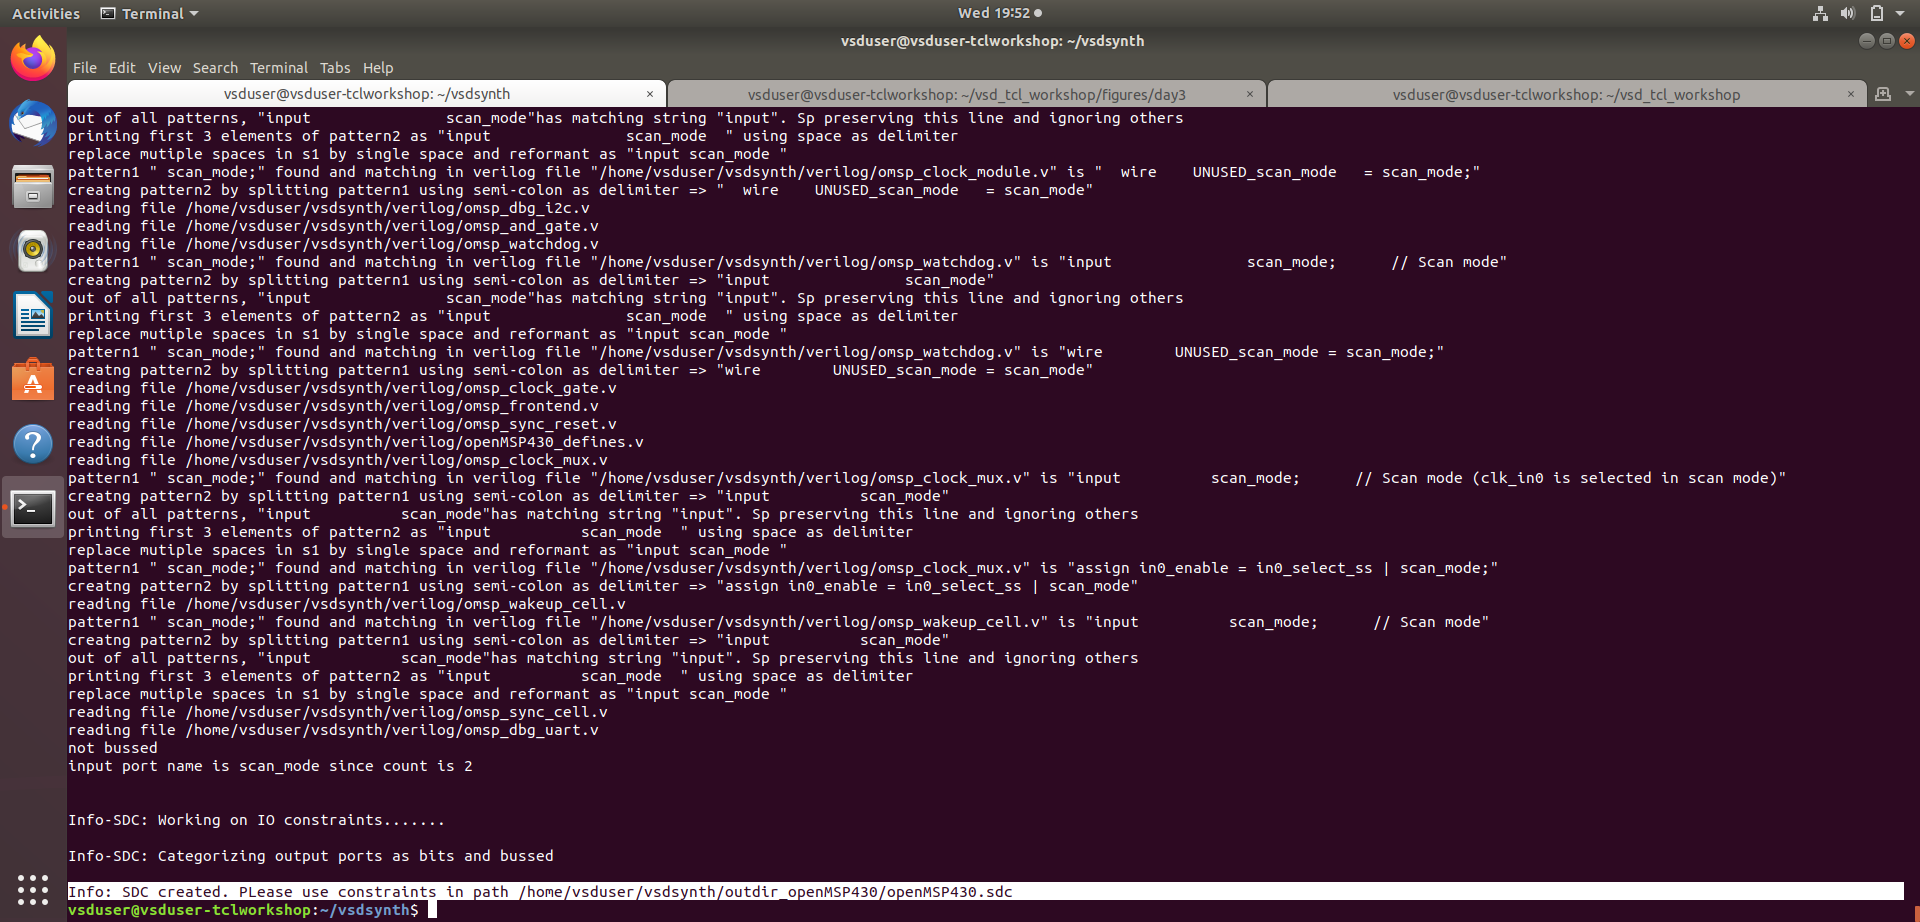 Activities Terminal Wed 19:52
vsduser@vsduser-tclworkshop: ~/vsdsynth
File Edit View Search Terminal Tabs Help
vsduser@vsduser-tclworkshop: ~/vsdsynth × vsduser@vsduser-tclworkshop: ~/vsd_tcl_workshop/figures/day3 × vsduser@vsduser-tclworkshop: ~/vsd_tcl_workshop ×
out of all patterns, "input               scan_mode"has matching string "input". Sp preserving this line and ignoring others
printing first 3 elements of pattern2 as "input               scan_mode  " using space as delimiter
replace mutiple spaces in s1 by single space and reformant as "input scan_mode "
pattern1 " scan_mode;" found and matching in verilog file "/home/vsduser/vsdsynth/verilog/omsp_clock_module.v" is "  wire    UNUSED_scan_mode   = scan_mode;"
creatng pattern2 by splitting pattern1 using semi-colon as delimiter => "  wire    UNUSED_scan_mode   = scan_mode"
reading file /home/vsduser/vsdsynth/verilog/omsp_dbg_i2c.v
reading file /home/vsduser/vsdsynth/verilog/omsp_and_gate.v
reading file /home/vsduser/vsdsynth/verilog/omsp_watchdog.v
pattern1 " scan_mode;" found and matching in verilog file "/home/vsduser/vsdsynth/verilog/omsp_watchdog.v" is "input               scan_mode;      // Scan mode"
creatng pattern2 by splitting pattern1 using semi-colon as delimiter => "input               scan_mode"
out of all patterns, "input               scan_mode"has matching string "input". Sp preserving this line and ignoring others
printing first 3 elements of pattern2 as "input               scan_mode  " using space as delimiter
replace mutiple spaces in s1 by single space and reformant as "input scan_mode "
pattern1 " scan_mode;" found and matching in verilog file "/home/vsduser/vsdsynth/verilog/omsp_watchdog.v" is "wire        UNUSED_scan_mode = scan_mode;"
creatng pattern2 by splitting pattern1 using semi-colon as delimiter => "wire        UNUSED_scan_mode = scan_mode"
reading file /home/vsduser/vsdsynth/verilog/omsp_clock_gate.v
reading file /home/vsduser/vsdsynth/verilog/omsp_frontend.v
reading file /home/vsduser/vsdsynth/verilog/omsp_sync_reset.v
reading file /home/vsduser/vsdsynth/verilog/openMSP430_defines.v
reading file /home/vsduser/vsdsynth/verilog/omsp_clock_mux.v
pattern1 " scan_mode;" found and matching in verilog file "/home/vsduser/vsdsynth/verilog/omsp_clock_mux.v" is "input          scan_mode;      // Scan mode (clk_in0 is selected in scan mode)"
creatng pattern2 by splitting pattern1 using semi-colon as delimiter => "input          scan_mode"
out of all patterns, "input          scan_mode"has matching string "input". Sp preserving this line and ignoring others
printing first 3 elements of pattern2 as "input          scan_mode  " using space as delimiter
replace mutiple spaces in s1 by single space and reformant as "input scan_mode "
pattern1 " scan_mode;" found and matching in verilog file "/home/vsduser/vsdsynth/verilog/omsp_clock_mux.v" is "assign in0_enable = in0_select_ss | scan_mode;"
creatng pattern2 by splitting pattern1 using semi-colon as delimiter => "assign in0_enable = in0_select_ss | scan_mode"
reading file /home/vsduser/vsdsynth/verilog/omsp_wakeup_cell.v
pattern1 " scan_mode;" found and matching in verilog file "/home/vsduser/vsdsynth/verilog/omsp_wakeup_cell.v" is "input          scan_mode;      // Scan mode"
creatng pattern2 by splitting pattern1 using semi-colon as delimiter => "input          scan_mode"
out of all patterns, "input          scan_mode"has matching string "input". Sp preserving this line and ignoring others
printing first 3 elements of pattern2 as "input          scan_mode  " using space as delimiter
replace mutiple spaces in s1 by single space and reformant as "input scan_mode "
reading file /home/vsduser/vsdsynth/verilog/omsp_sync_cell.v
reading file /home/vsduser/vsdsynth/verilog/omsp_dbg_uart.v
not bussed
input port name is scan_mode since count is 2
Info-SDC: Working on IO constraints.......
Info-SDC: Categorizing output ports as bits and bussed
Info: SDC created. PLease use constraints in path /home/vsduser/vsdsynth/outdir_openMSP430/openMSP430.sdc
vsduser@vsduser-tclworkshop:~/vsdsynth$